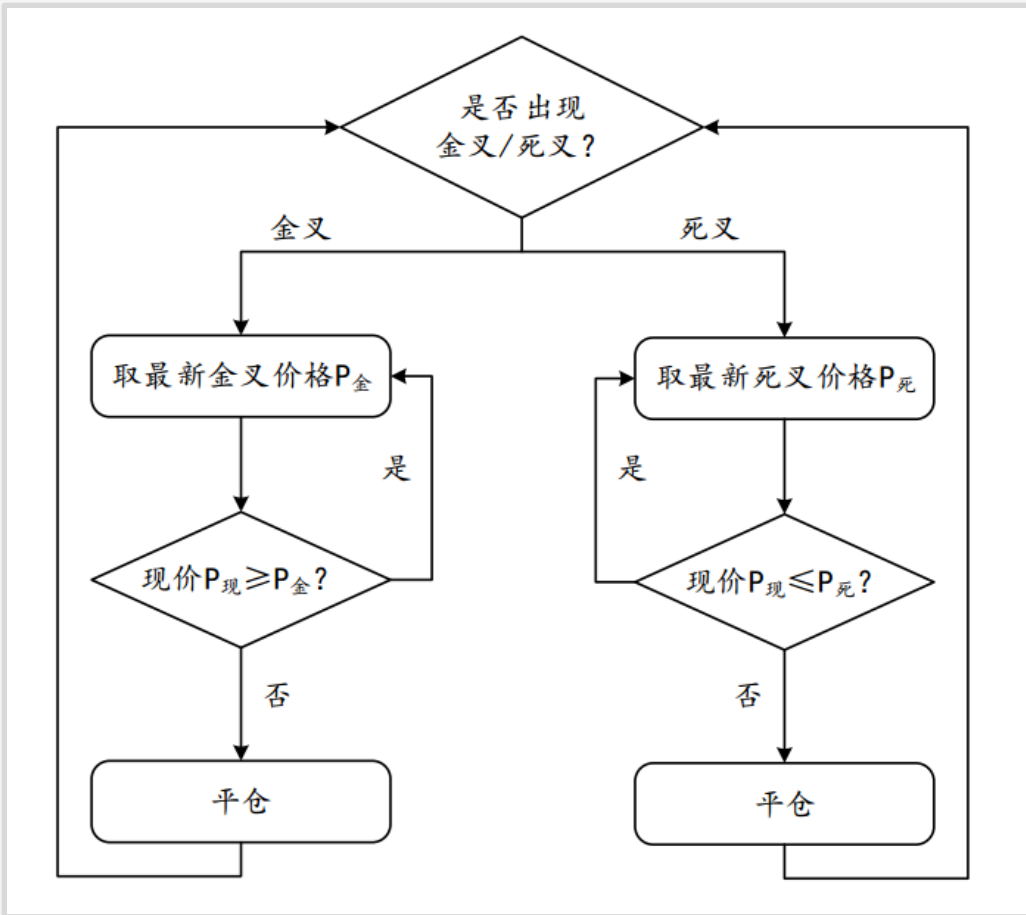 是否出现
金叉/死叉?
金叉
死叉
取最新金叉价格P金
取最新死叉价格P死
是
是
现价P现≥P金?
现价P现≤P死?
否
否
平仓
平仓